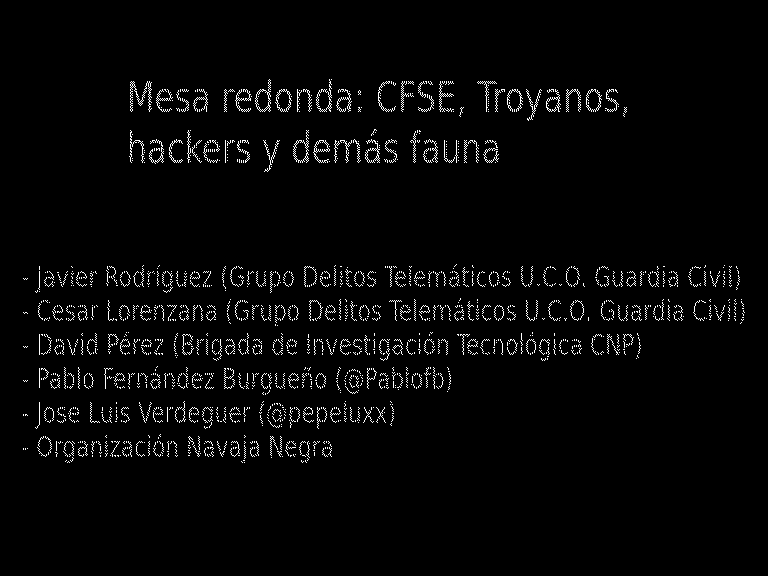 Mesa redonda: CFSE, Troyanos,
hackers y demás fauna
- Javier Rodríguez (Grupo Delitos Telemáticos U.C.O. Guardia Civil)
- Cesar Lorenzana (Grupo Delitos Telemáticos U.C.O. Guardia Civil)
- David Pérez (Brigada de Investigación Tecnológica CNP)
- Pablo Fernández Burgueño (@Pablofb)
- Jose Luis Verdeguer (@pepeluxx)
- Organización Navaja Negra